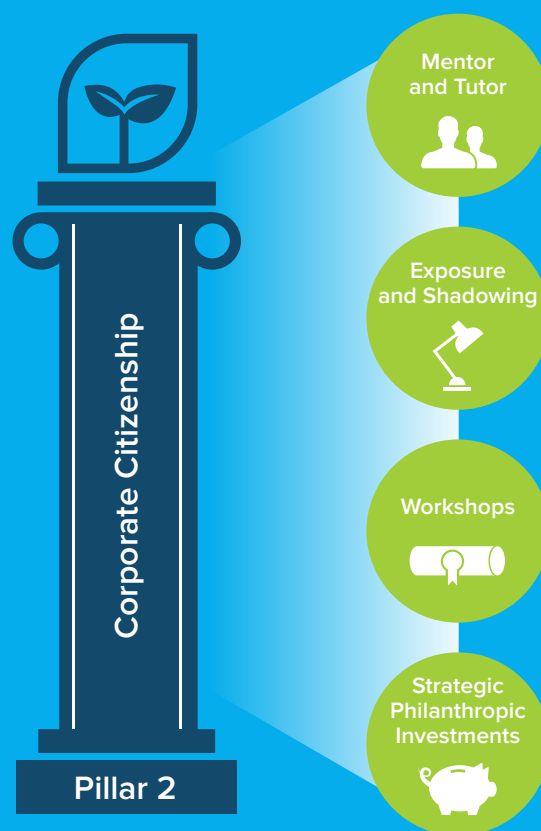 Corporate Citizenship
Pillar 2
Mentor
and Tutor
Exposure
and Shadowing
Workshops
Strategic
Philanthropic
Investments